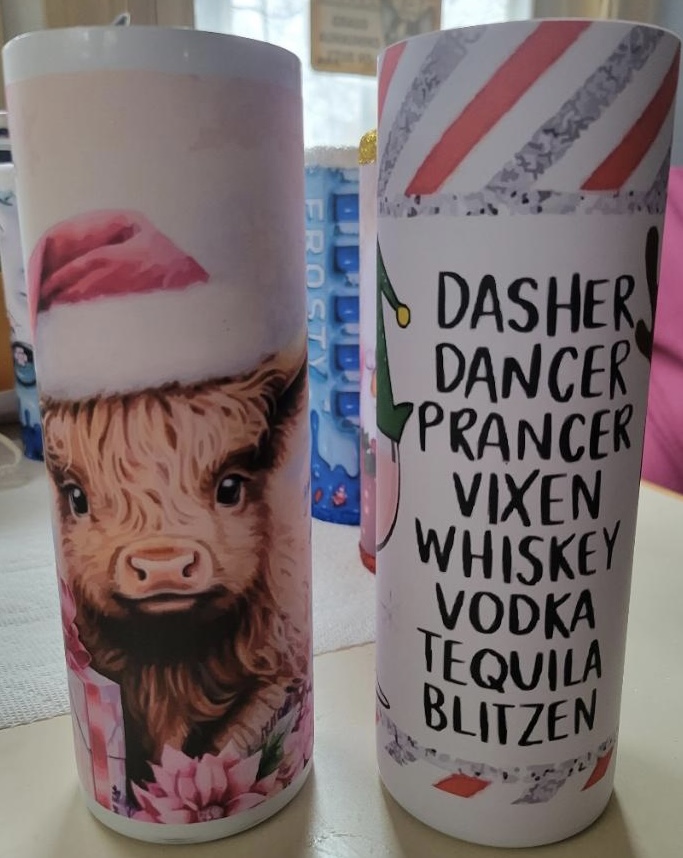 FROSTY
DASHER
DANCER
PRANCER
VIXEN
WHISKEY
VODKA
TEQUILA
BLITZEN